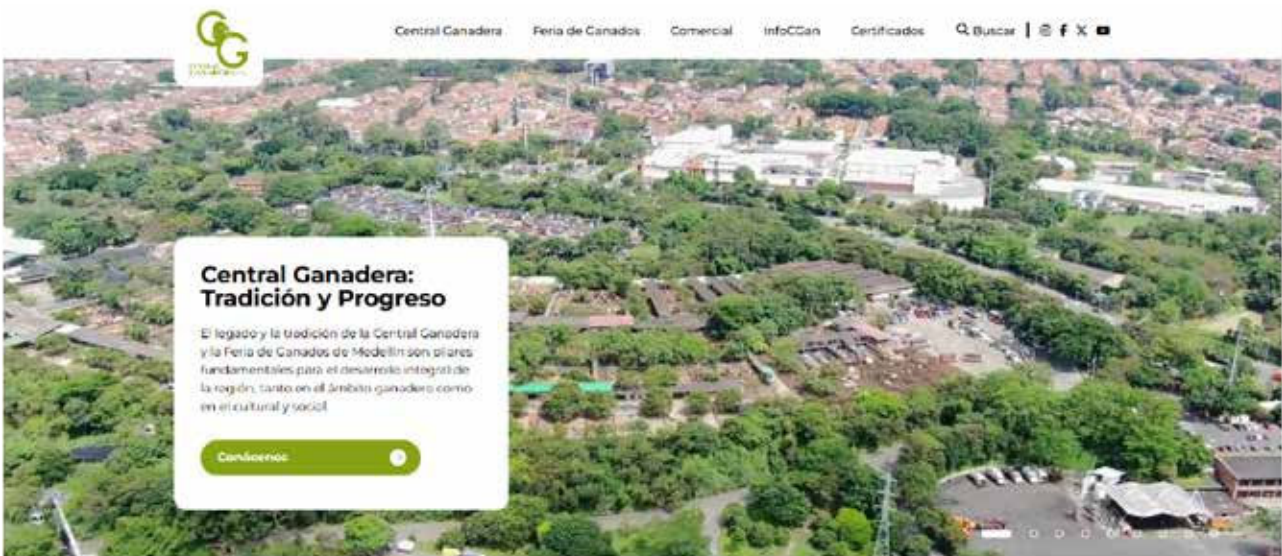 CG
Central Ganadera Feria de Ganados Comercial InfoCGan Certificados Buscar
Central Ganadera:
Tradición y Progreso
El legado y la tradición de la Central Ganadera
y la Feria de Ganados de Medellín son pilares
fundamentales para el desarrollo integral de
la región, tanto en el ámbito ganadero como
en el cultural y social.
Conócenos